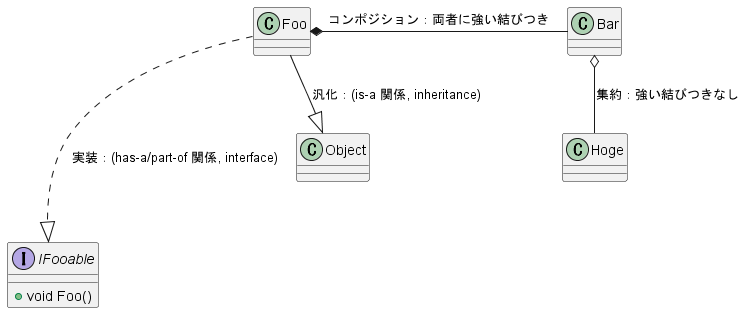 C Foo
コンポジション : 両者に強い結びつき
C Bar
汎化 : (is-a 関係, inheritance)
集約 : 強い結びつきなし
C Object
C Hoge
実装 : (has-a/part-of 関係, interface)
I IFooable
void Foo()